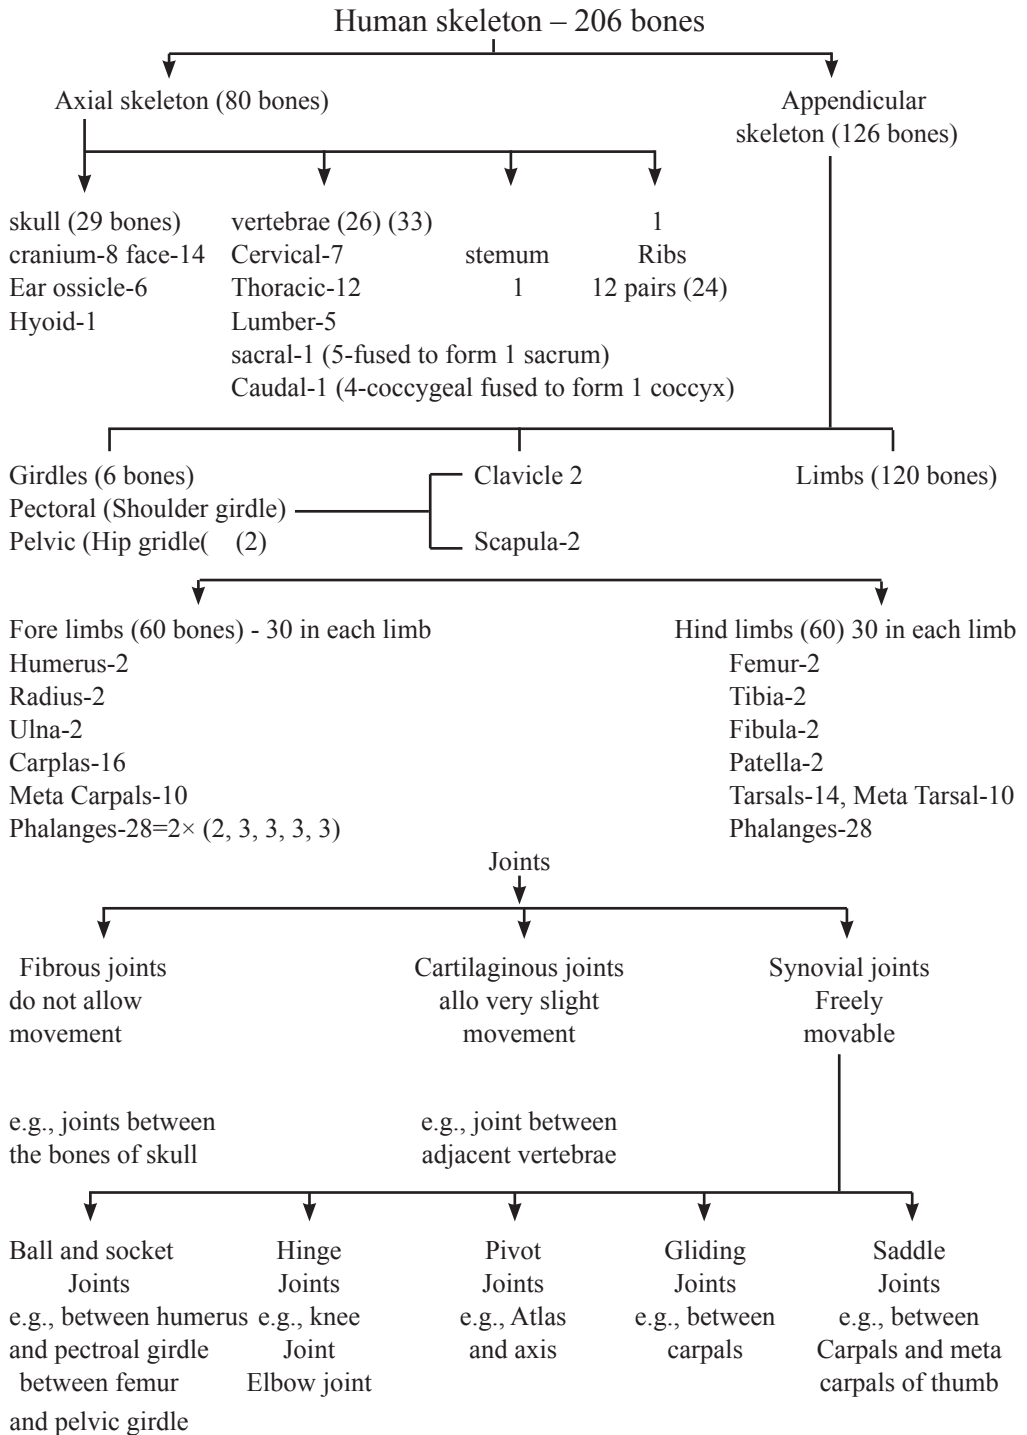 Human skeleton – 206 bones
Axial skeleton (80 bones)
Appendicular
skeleton (126 bones)
skull (29 bones)
cranium-8 face-14
Ear ossicle-6
Hyoid-1
vertebrae (26) (33)
Cervical-7
Thoracic-12
Lumber-5
sacral-1 (5-fused to form 1 sacrum)
Caudal-1 (4-coccygeal fused to form 1 coccyx)
stemum
1
1
Ribs
12 pairs (24)
Girdles (6 bones)
Pectoral (Shoulder girdle)
Pelvic (Hip gridle( (2)
Clavicle 2
Scapula-2
Limbs (120 bones)
Fore limbs (60 bones) - 30 in each limb
Humerus-2
Radius-2
Ulna-2
Carplas-16
Meta Carpals-10
Phalanges-28=2× (2, 3, 3, 3, 3)
Hind limbs (60) 30 in each limb
Femur-2
Tibia-2
Fibula-2
Patella-2
Tarsals-14, Meta Tarsal-10
Phalanges-28
Joints
Fibrous joints
do not allow
movement
e.g., joints between
the bones of skull
Cartilaginous joints
allo very slight
movement
e.g., joint between
adjacent vertebrae
Synovial joints
Freely
movable
Ball and socket
Joints
e.g., between humerus
and pectroal girdle
between femur
and pelvic girdle
Hinge
Joints
e.g., knee
Joint
Elbow joint
Pivot
Joints
e.g., Atlas
and axis
Gliding
Joints
e.g., between
carpals
Saddle
Joints
e.g., between
Carpals and meta
carpals of thumb